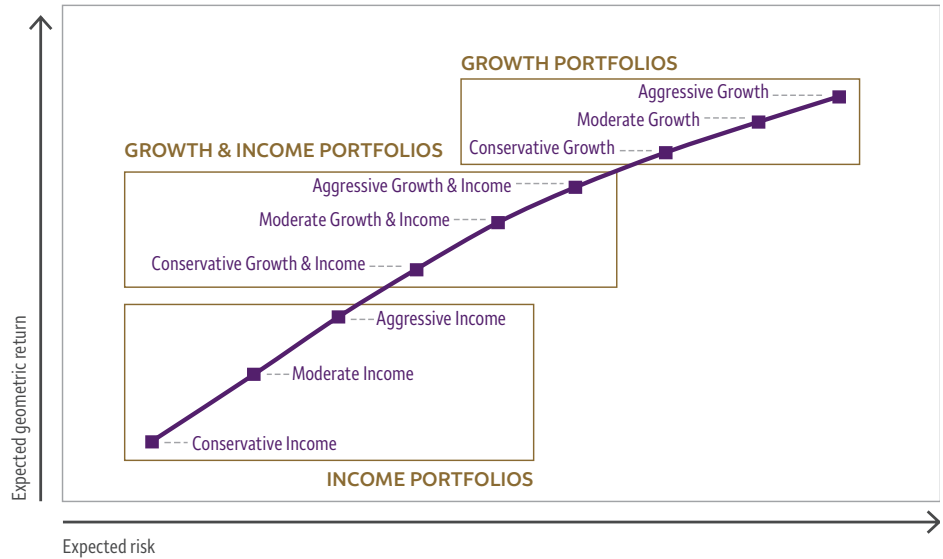 GROWTH PORTFOLIOS
Aggressive Growth
Moderate Growth
Conservative Growth
GROWTH & INCOME PORTFOLIOS
Aggressive Growth & Income
Moderate Growth & Income
Conservative Growth & Income
Aggressive Income
Moderate Income
Conservative Income
INCOME PORTFOLIOS
Expected geometric return
Expected risk